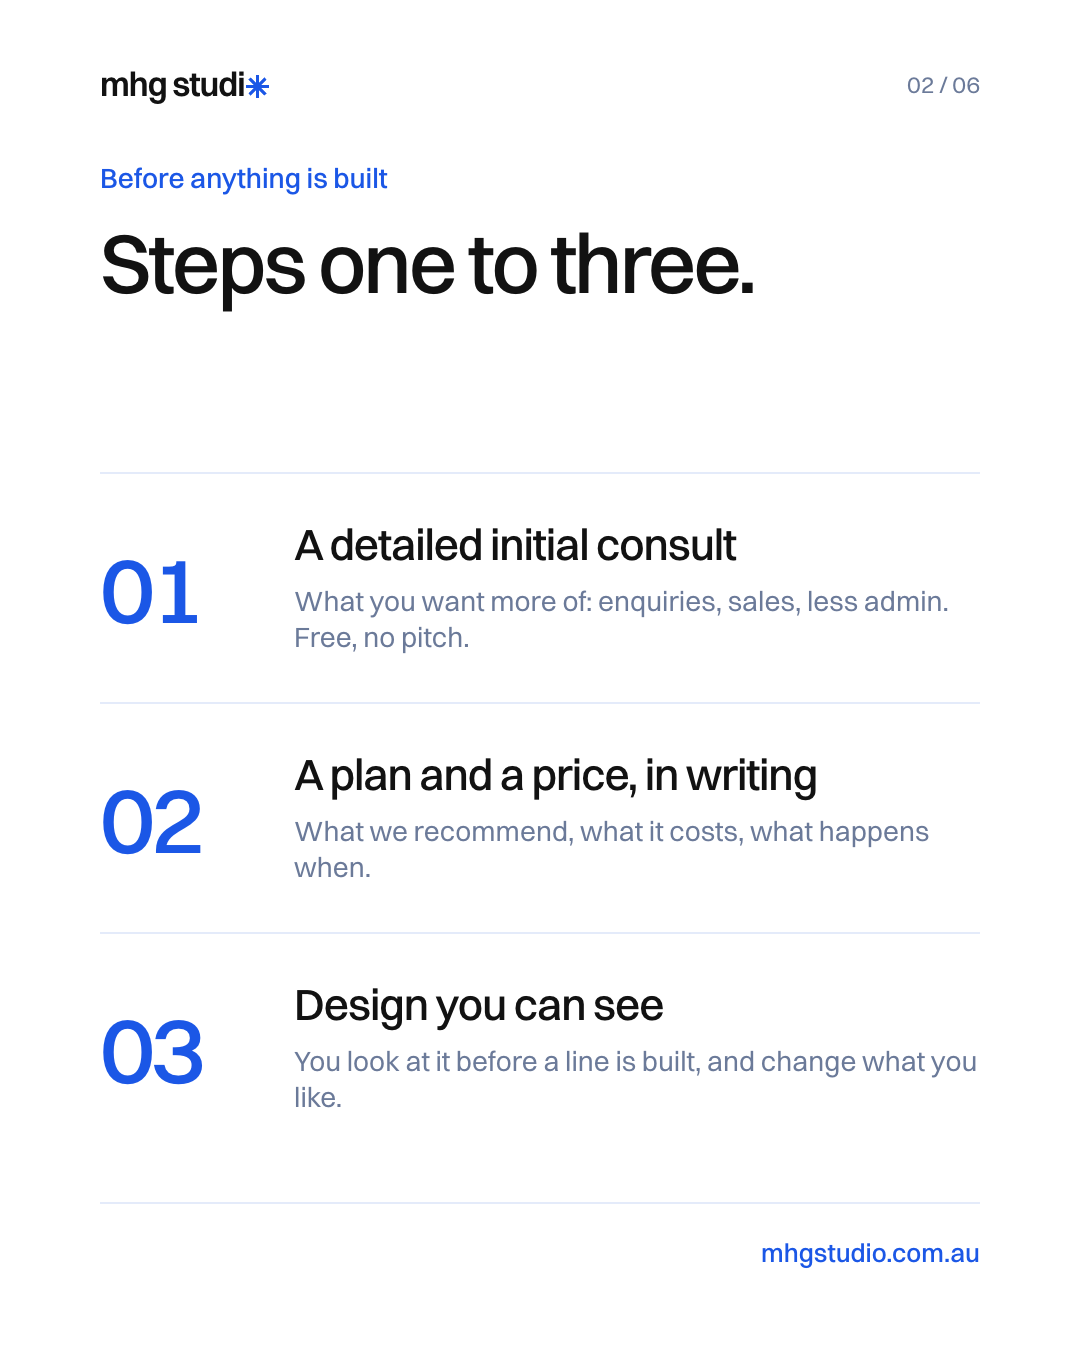 mhg studi*
02 / 06
Before anything is built
Steps one to three.
01
A detailed initial consult
What you want more of: enquiries, sales, less admin.
Free, no pitch.
02
A plan and a price, in writing
What we recommend, what it costs, what happens
when.
03
Design you can see
You look at it before a line is built, and change what you
like.
mhgstudio.com.au